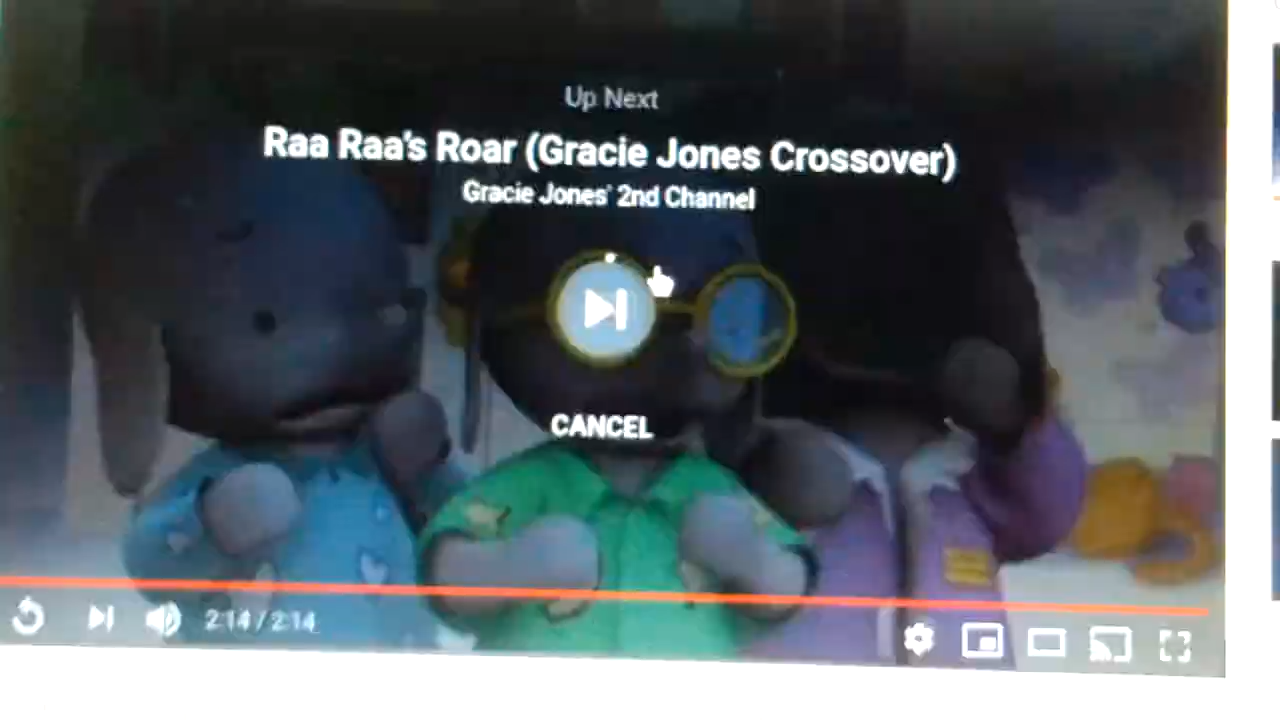 Up Next
Raa Raa's Roar (Gracie Jones Crossover)
Gracie Jones' 2nd Channel
CANCEL
2:14 / 2:14